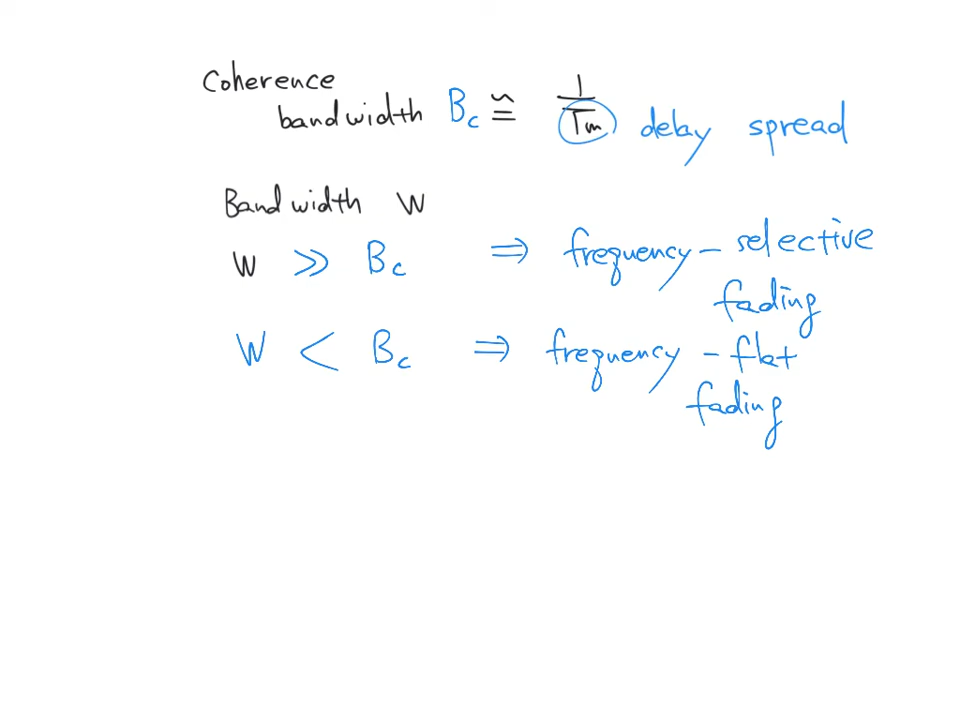 Coherence
bandwidth Bc ≅ 1/Tm delay spread
Bandwidth W
W ≫ Bc ⇒ frequency – selective
fading
W < Bc ⇒ frequency – flat
fading